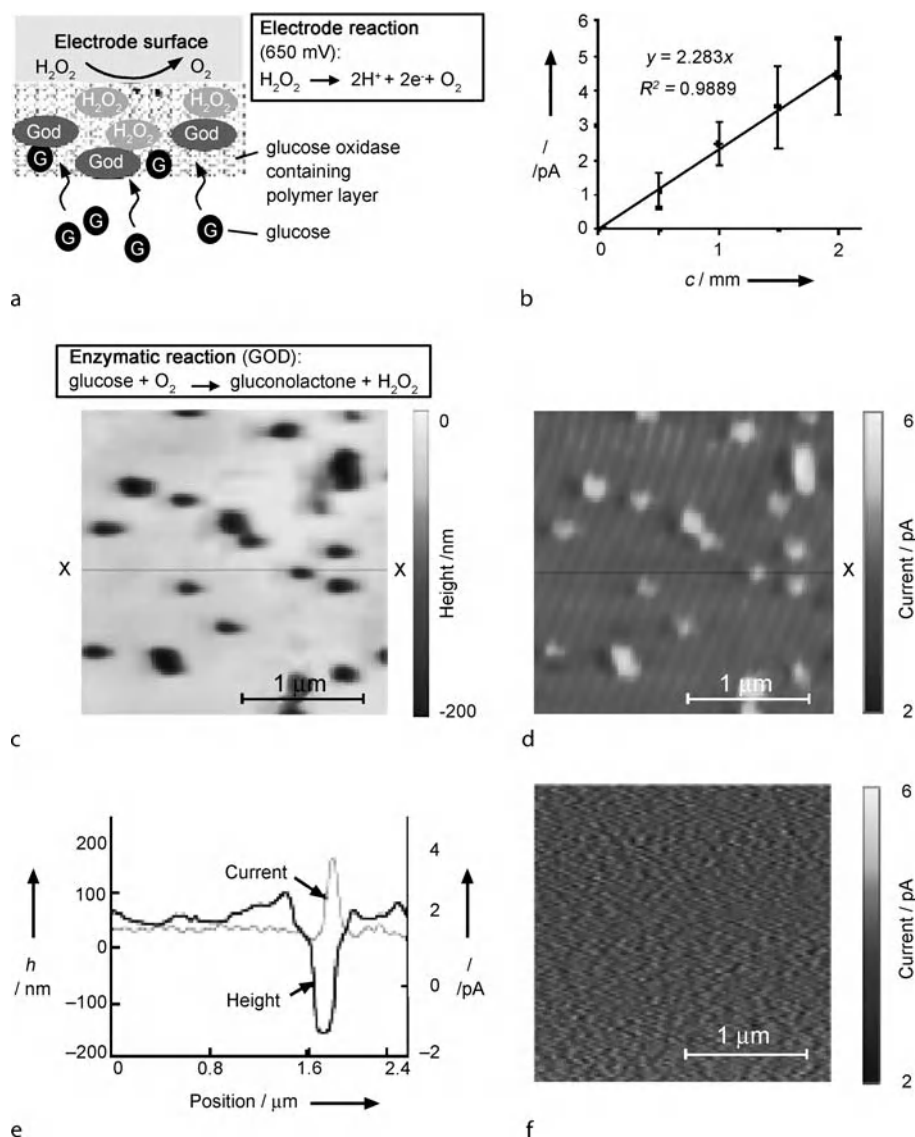 Electrode surface
H₂O₂
O₂
H₂O₂
H₂O₂
God
H₂O₂
God
God
G
G
G
G
G
G
glucose oxidase
containing
polymer layer
glucose
Electrode reaction
(650 mV):
H₂O₂ → 2H⁺ + 2e⁻+ O₂
a
6
5
4
3
2
1
0
I
/pA
y = 2.283x
R² = 0.9889
0 1 2
c / mm
b
Enzymatic reaction (GOD):
glucose + O₂ → gluconolactone + H₂O₂
X
X
1 μm
0
Height /nm
-200
c
X
1 μm
6
Current / pA
2
d
200
100
0
−100
−200
h
/ nm
Current
Height
4
2
0
−2
/
/pA
0 0.8 1.6 2.4
Position / μm
e
1 μm
6
Current / pA
2
f